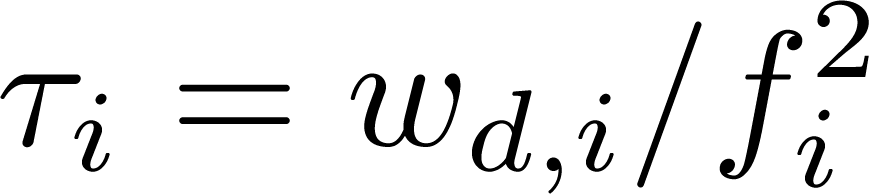 τ_i = w_{d,i} / f_i^2